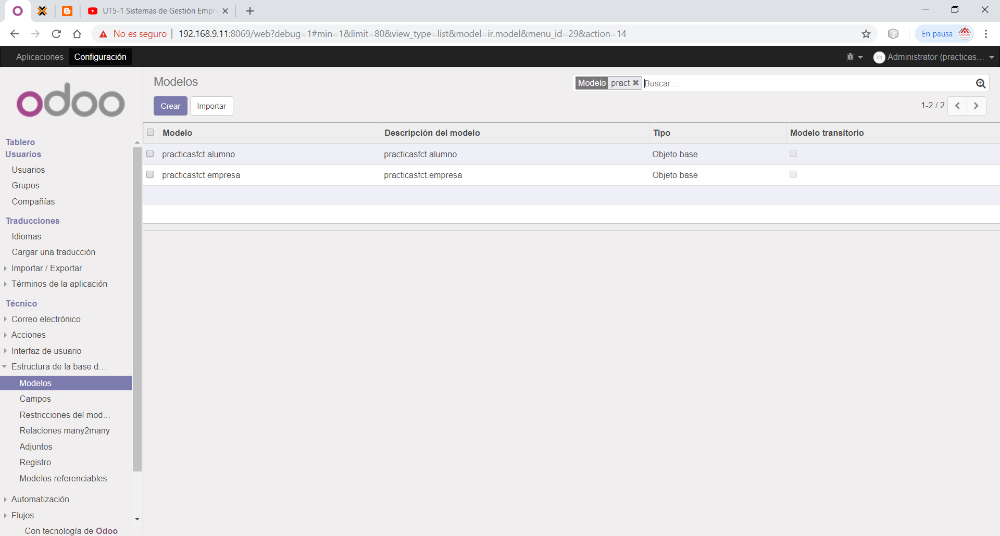 UT5-1 Sistemas de Gestión Empr
No es seguro
192.168.9.11:8069/web?debug=1#min=1&limit=80&view_type=list&model=ir.model&menu_id=29&action=14
En pausa
Aplicaciones
Configuración
Administrator (practicas...
odoo
Modelos
Modelo pract
Buscar...
Crear
Importar
1-2 / 2
Modelo
Descripción del modelo
Tipo
Modelo transitorio
practicasfct.alumno
practicasfct.alumno
Objeto base
practicasfct.empresa
practicasfct.empresa
Objeto base
Tablero
Usuarios
Usuarios
Grupos
Compañías
Traducciones
Idiomas
Cargar una traducción
Importar / Exportar
Términos de la aplicación
Técnico
Correo electrónico
Acciones
Interfaz de usuario
Estructura de la base d...
Modelos
Campos
Restricciones del mod...
Relaciones many2many
Adjuntos
Registro
Modelos referenciables
Automatización
Flujos
Con tecnología de Odoo